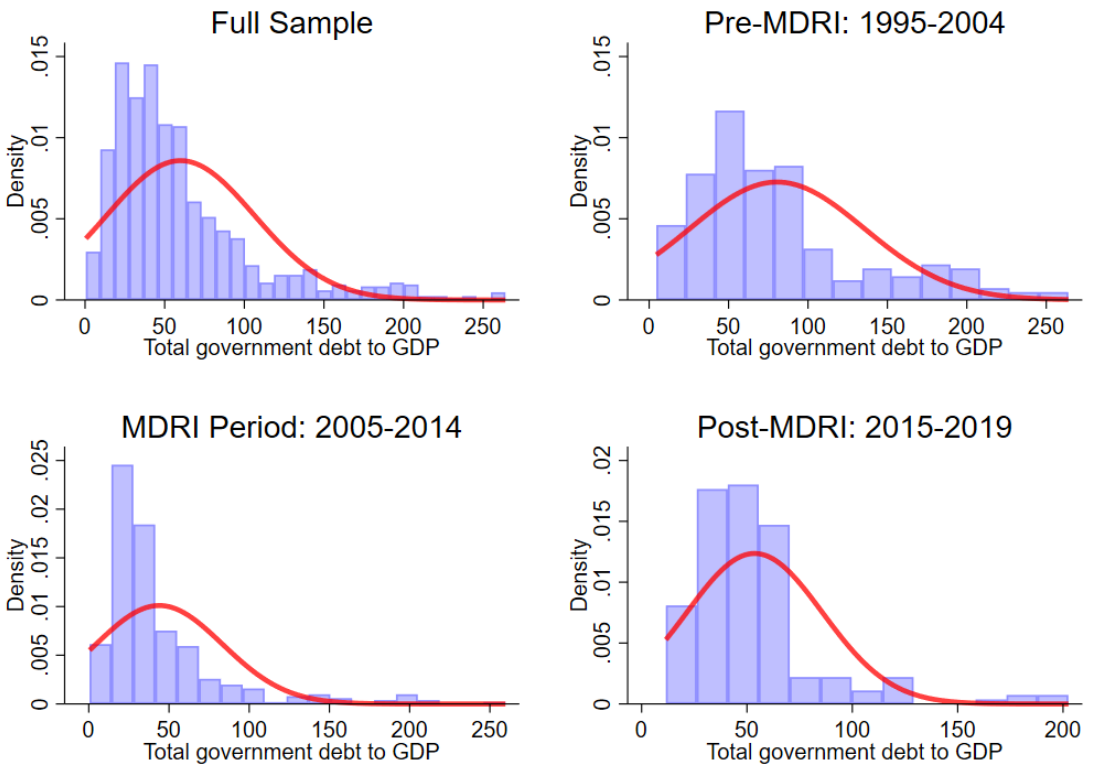 Full Sample
.015
.01
.005
0
Density
0 50 100 150 200 250
Total government debt to GDP
Pre-MDRI: 1995-2004
.015
.01
.005
0
Density
0 50 100 150 200 250
Total government debt to GDP
MDRI Period: 2005-2014
.025
.02
.015
.01
.005
0
Density
0 50 100 150 200 250
Total government debt to GDP
Post-MDRI: 2015-2019
.02
.015
.01
.005
0
Density
0 50 100 150 200
Total government debt to GDP